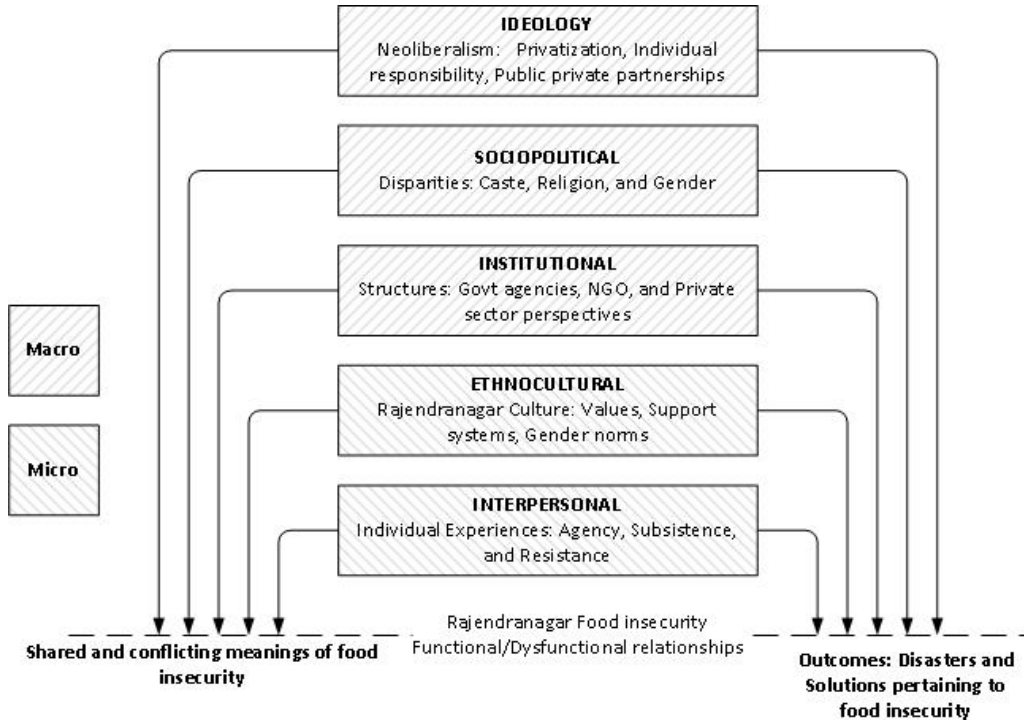 IDEOLOGY
Neoliberalism: Privatization, Individual
responsibility, Public private partnerships
SOCIOPOLITICAL
Disparities: Caste, Religion, and Gender
INSTITUTIONAL
Structures: Govt agencies, NGO, and Private
sector perspectives
Macro
ETHNOCULTURAL
Rajendranagar Culture: Values, Support
systems, Gender norms
Micro
INTERPERSONAL
Individual Experiences: Agency, Subsistence,
and Resistance
Rajendranagar Food insecurity
Functional/Dysfunctional relationships
Shared and conflicting meanings of food
insecurity
Outcomes: Disasters and
Solutions pertaining to
food insecurity